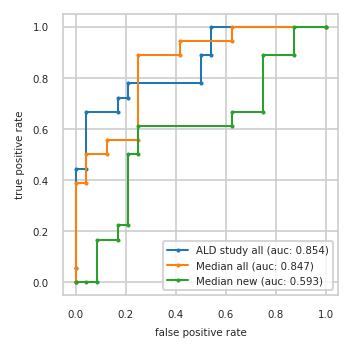 1.0
0.8
0.6
0.4
0.2
0.0
true positive rate
ALD study all (auc: 0.854)
Median all (auc: 0.847)
Median new (auc: 0.593)
0.0 0.2 0.4 0.6 0.8 1.0
false positive rate